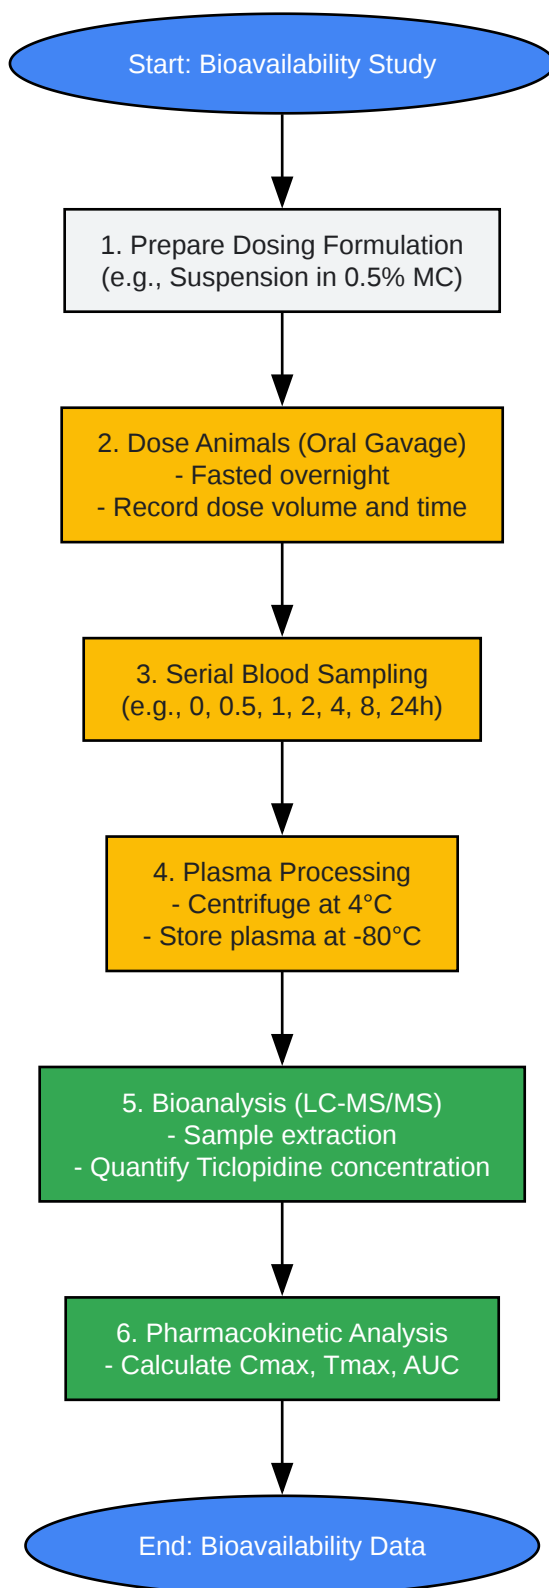 Start: Bioavailability Study
1. Prepare Dosing Formulation
(e.g., Suspension in 0.5% MC)
2. Dose Animals (Oral Gavage)
- Fasted overnight
- Record dose volume and time
3. Serial Blood Sampling
(e.g., 0, 0.5, 1, 2, 4, 8, 24h)
4. Plasma Processing
- Centrifuge at 4°C
- Store plasma at -80°C
5. Bioanalysis (LC-MS/MS)
- Sample extraction
- Quantify Ticlopidine concentration
6. Pharmacokinetic Analysis
- Calculate Cmax, Tmax, AUC
End: Bioavailability Data